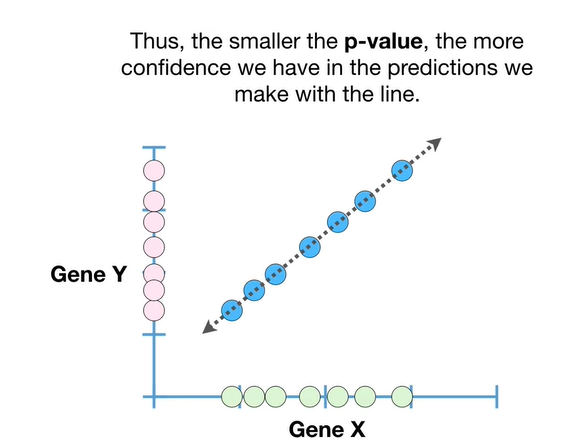 Thus, the smaller the p-value, the more
confidence we have in the predictions we
make with the line.
Gene Y
Gene X